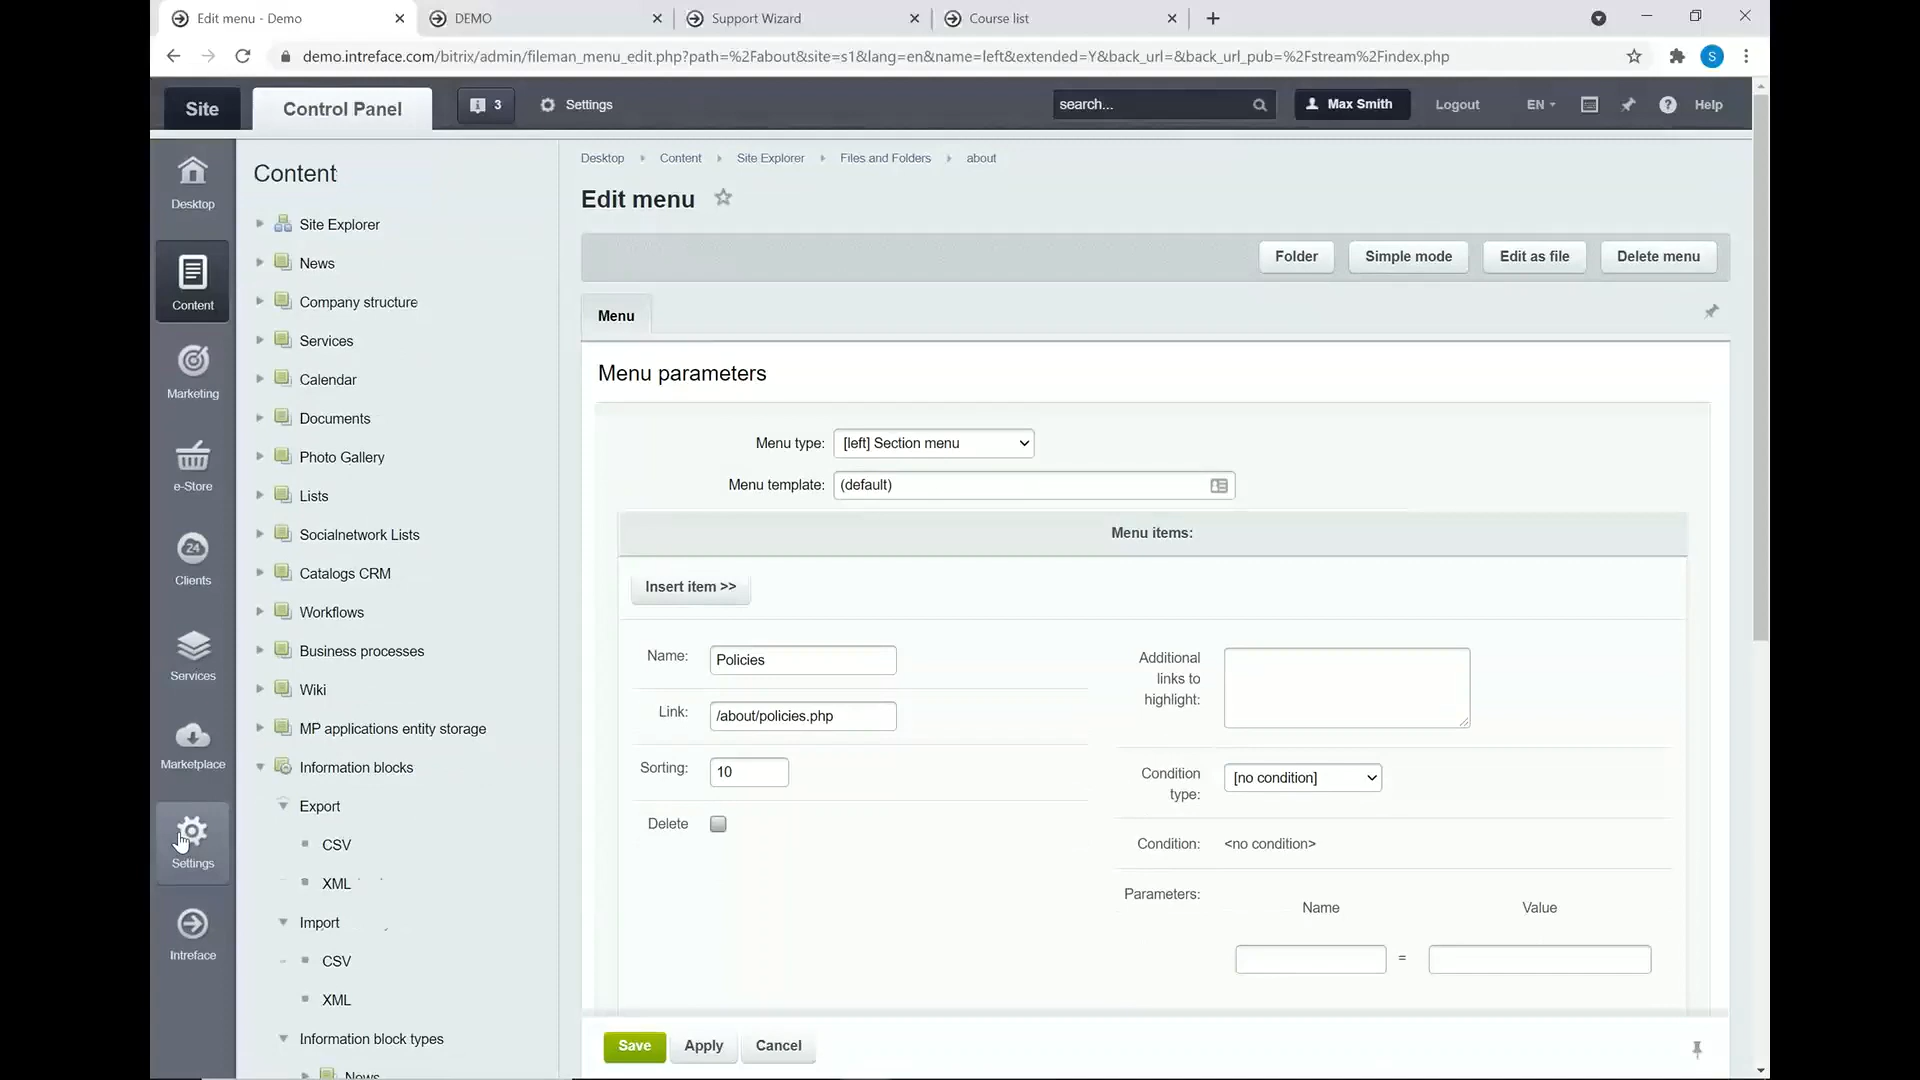 Edit menu - Demo
DEMO
Support Wizard
Course list
S
demo.intreface.com/bitrix/admin/fileman_menu_edit.php?path=%2Fabout&site=s1&lang=en&name=left&extended=Y&back_url=&back_url_pub=%2Fstream%2Findex.php
Site
Control Panel
3
Settings
search...
Max Smith
Logout
EN
Help
Desktop
Content
Marketing
e-Store
24
Clients
Services
Marketplace
Settings
Intreface
Content
Site Explorer
News
Company structure
Services
Calendar
Documents
Photo Gallery
Lists
Socialnetwork Lists
Catalogs CRM
Workflows
Business processes
Wiki
MP applications entity storage
Information blocks
Export
CSV
XML
Import
CSV
XML
Information block types
News
Desktop Content Site Explorer Files and Folders about
Edit menu
Folder
Simple mode
Edit as file
Delete menu
Menu
Menu parameters
Menu type: [left] Section menu
Menu template: (default)
Menu items:
Insert item >>
Name: Policies
Link: /about/policies.php
Sorting: 10
Delete
Additional
links to
highlight:
Condition
type:
[no condition]
Condition: <no condition>
Parameters:
Name Value
=
Save
Apply
Cancel